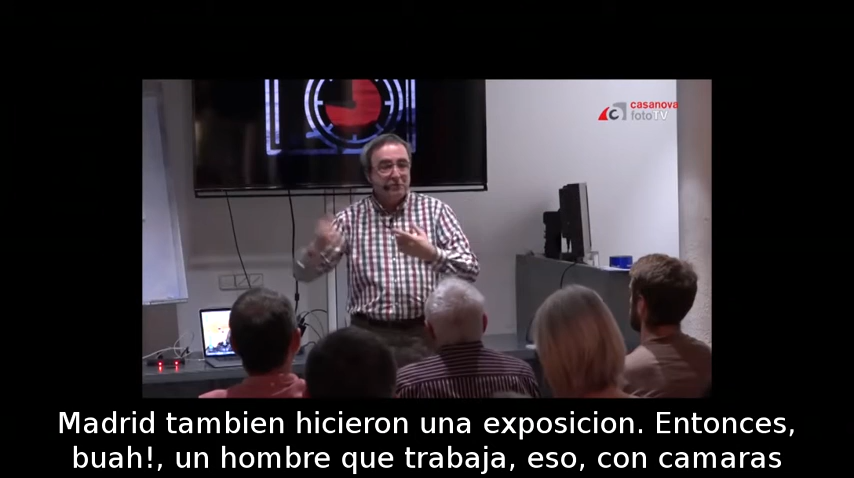 casanova
fotoTV
Madrid tambien hicieron una exposicion. Entonces,
buah!, un hombre que trabaja, eso, con camaras